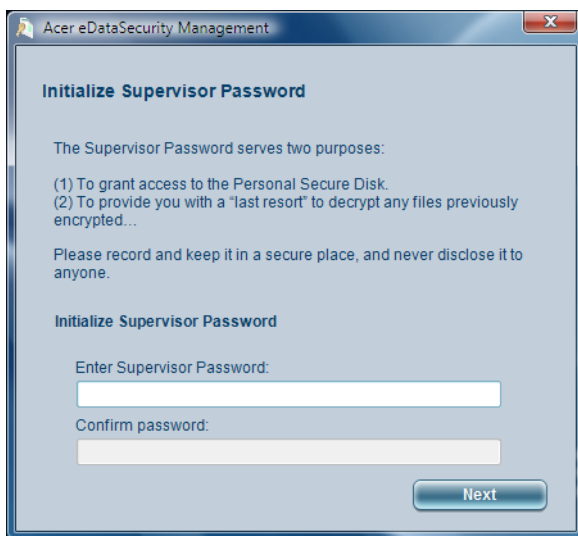 Acer eDataSecurity Management
Initialize Supervisor Password
The Supervisor Password serves two purposes:
(1) To grant access to the Personal Secure Disk.
(2) To provide you with a “last resort” to decrypt any files previously
encrypted...
Please record and keep it in a secure place, and never disclose it to
anyone.
Initialize Supervisor Password
Enter Supervisor Password:
Confirm password:
Next